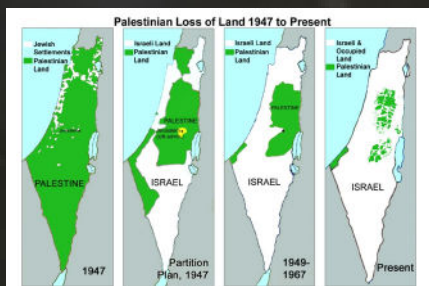 Palestinian Loss of Land 1947 to Present
Jewish
Settlements
Palestinian
Land
PALESTINE
1947
Israeli Land
Palestinian
Land
PALESTINE
ISRAEL
Partition
Plan, 1947
Israeli Land
Palestinian
Land
PALESTINE
ISRAEL
1949-
1967
Israeli &
Occupied Land
Palestinian
Land
ISRAEL
Present